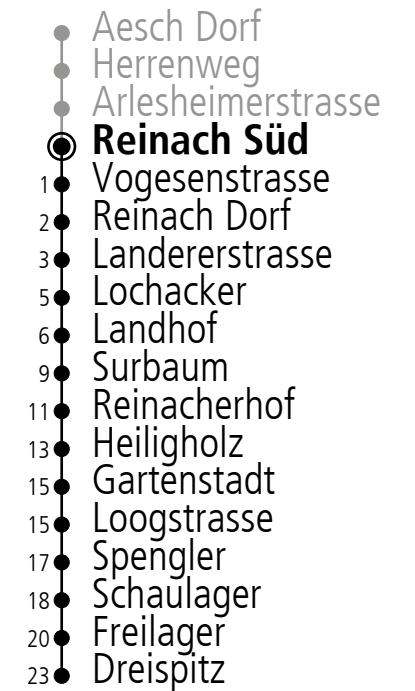 Aesch Dorf
Herrenweg
Arlesheimerstrasse
Reinach Süd
1 Vogesenstrasse
2 Reinach Dorf
3 Landererstrasse
5 Lochacker
6 Landhof
9 Surbaum
11 Reinacherhof
13 Heiligholz
15 Gartenstadt
15 Loogstrasse
17 Spengler
18 Schaulager
20 Freilager
23 Dreispitz